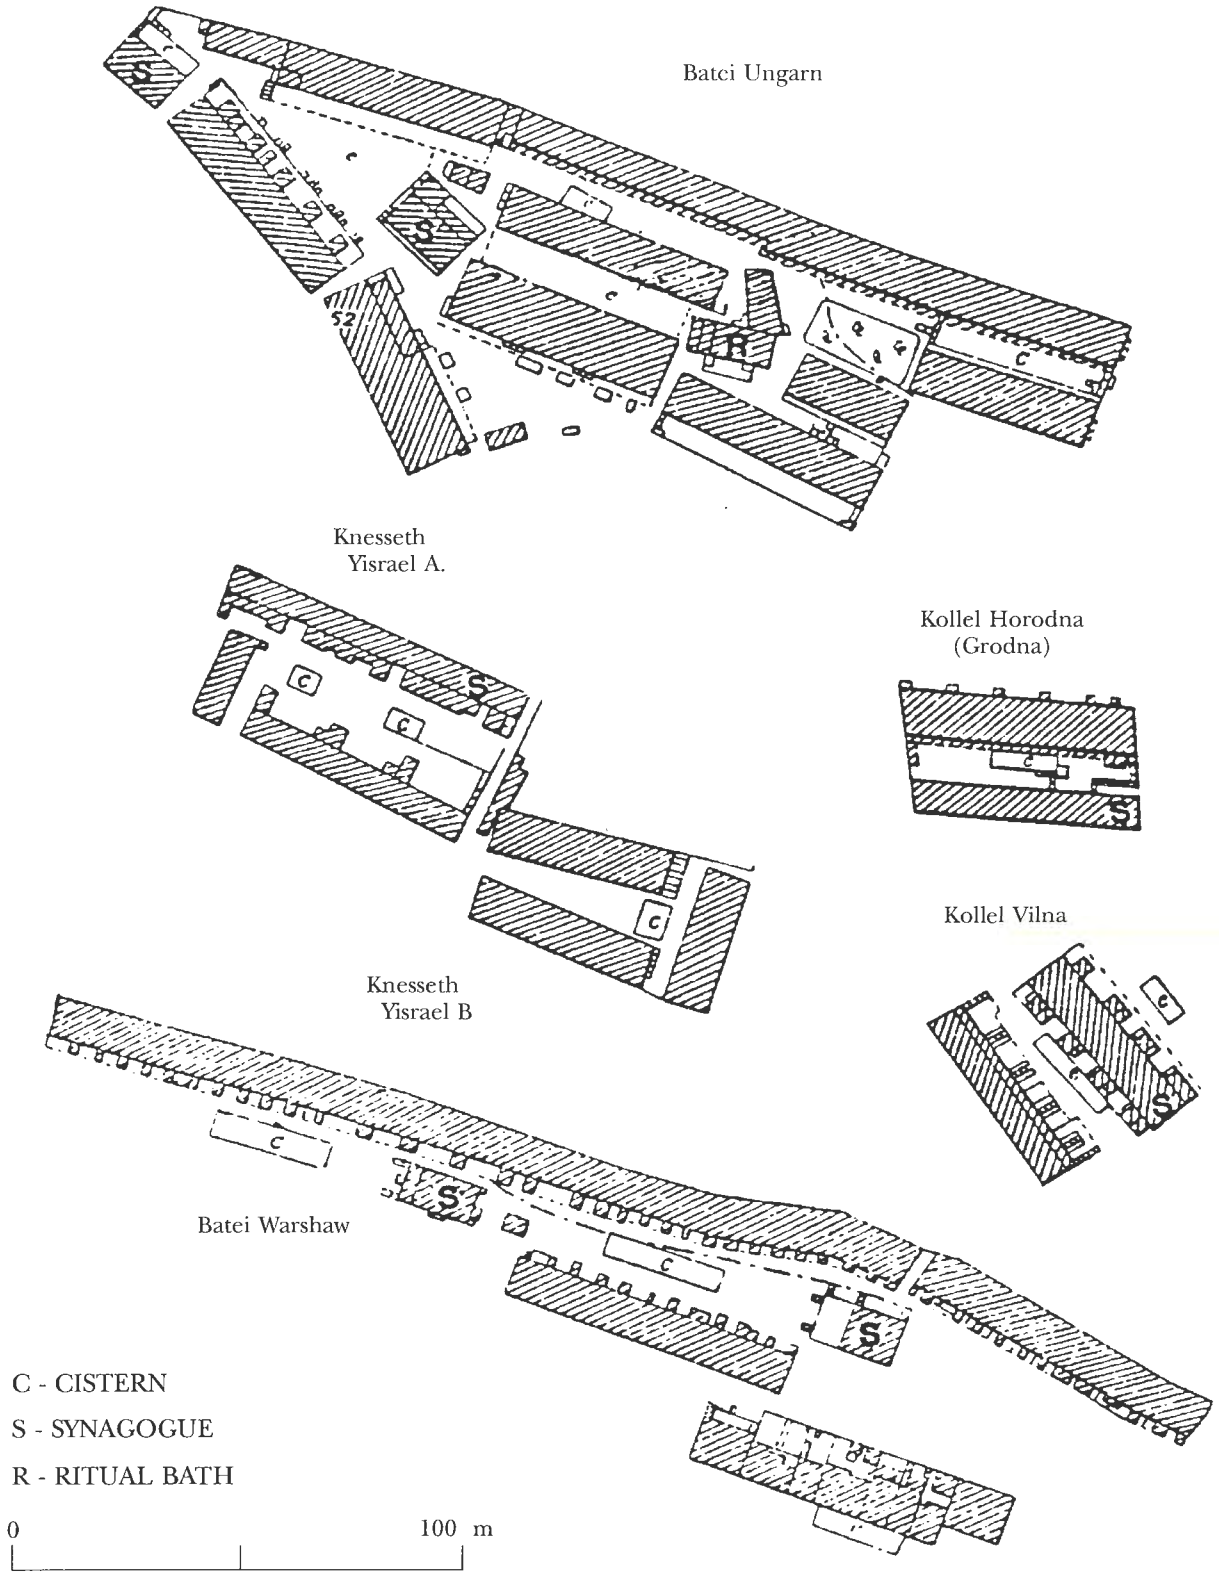 Batei Ungarn
C
S
C
S
C
C
S2
R
C
Knesseth
Yisrael A.
S
C
C
Kollel Horodna
(Grodna)
C
S
C
Kollel Vilna
C
C
S
Knesseth
Yisrael B
C
S
Batei Warshaw
C
S
C
C - CISTERN
S - SYNAGOGUE
R - RITUAL BATH
0
100 m